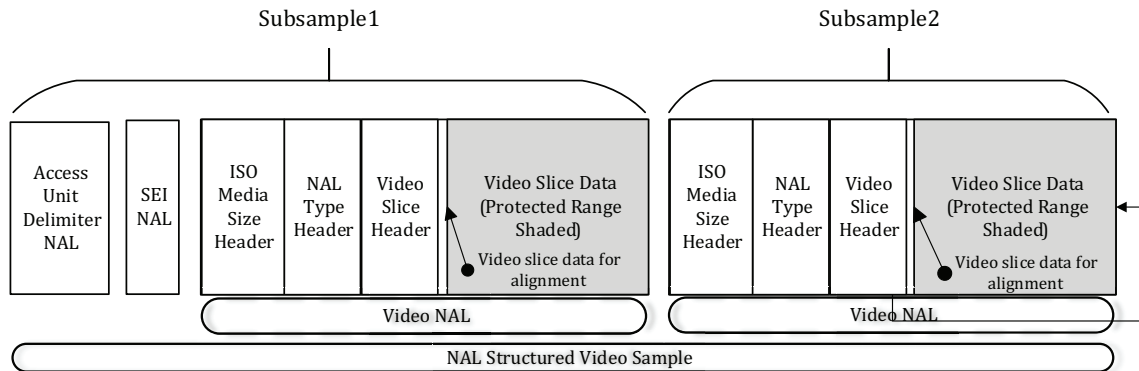 Subsample1
Subsample2
Access
Unit
Delimiter
NAL
SEI
NAL
ISO
Media
Size
Header
NAL
Type
Header
Video
Slice
Header
Video Slice Data
(Protected Range
Shaded)
Video slice data for
alignment
ISO
Media
Size
Header
NAL
Type
Header
Video
Slice
Header
Video Slice Data
(Protected Range
Shaded)
Video slice data for
alignment
Video NAL
Video NAL
NAL Structured Video Sample